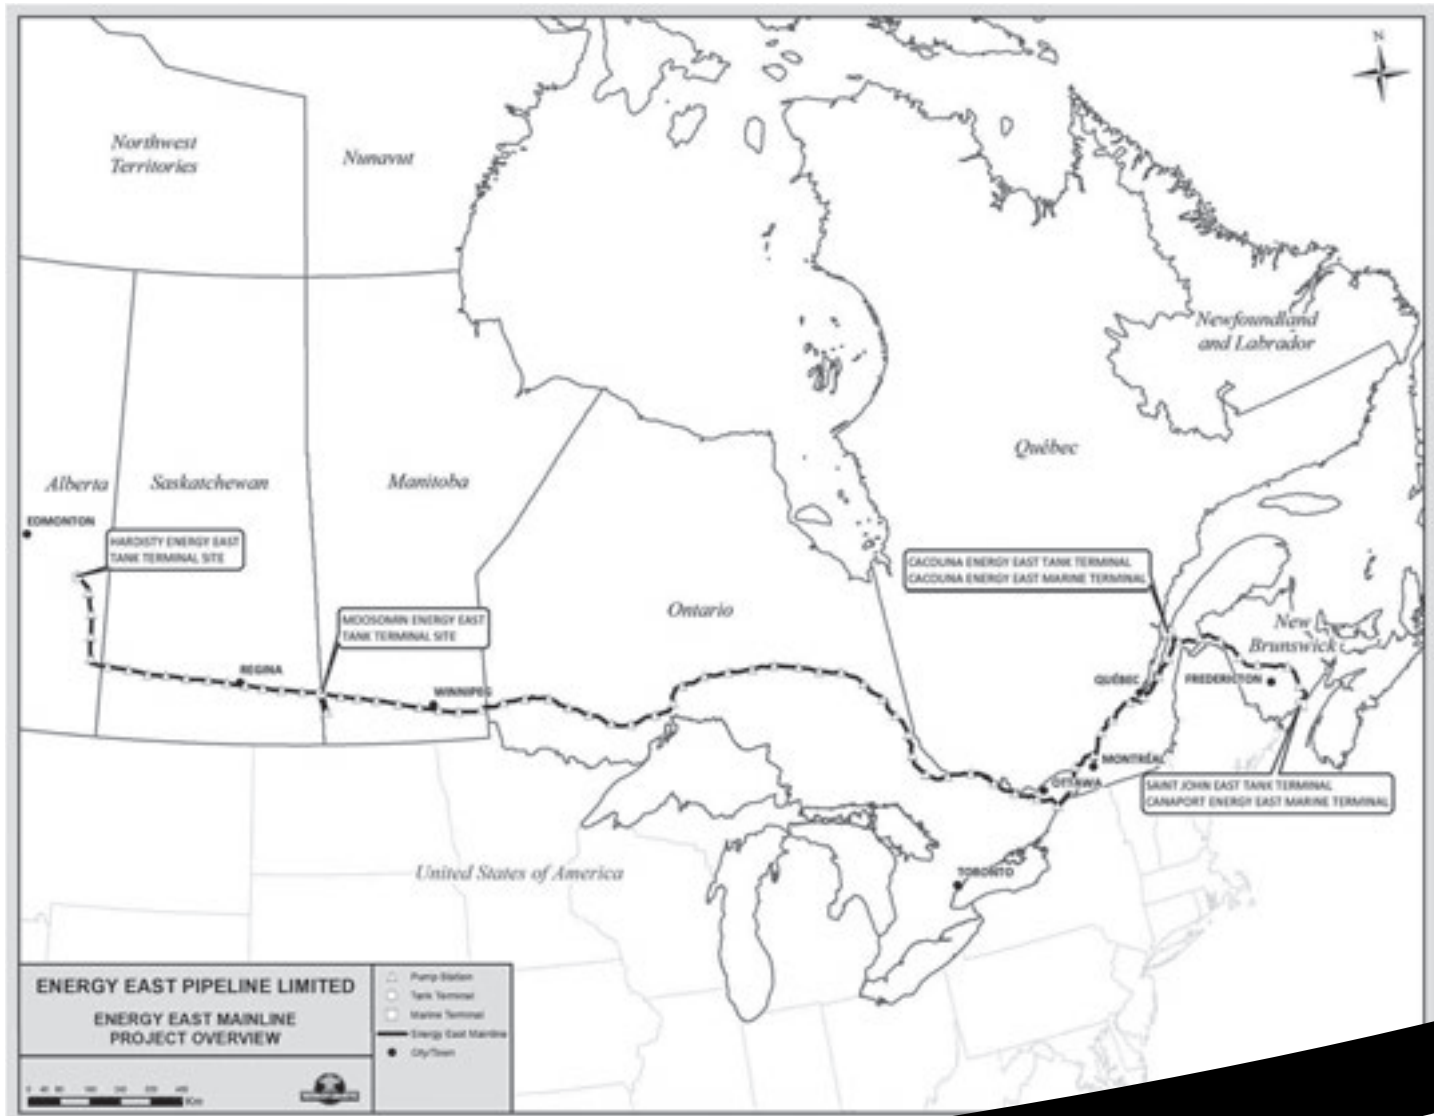 N
Northwest
Territories
Nunavut
Newfoundland
and Labrador
Québec
Alberta
Saskatchewan
Manitoba
EDMONTON
HARDISTY ENERGY EAST
TANK TERMINAL SITE
CACOUNA ENERGY EAST TANK TERMINAL
CACOUNA ENERGY EAST MARINE TERMINAL
Ontario
MOOSOMIN ENERGY EAST
TANK TERMINAL SITE
New
Brunswick
REGINA
WINNIPEG
QUÉBEC
FREDERICTON
MONTRÉAL
OTTAWA
SAINT JOHN EAST TANK TERMINAL
CANAPORT ENERGY EAST MARINE TERMINAL
United States of America
TORONTO
ENERGY EAST PIPELINE LIMITED
ENERGY EAST MAINLINE
PROJECT OVERVIEW
Pump Station
Tank Terminal
Marine Terminal
Energy East Mainline
City/Town
Km